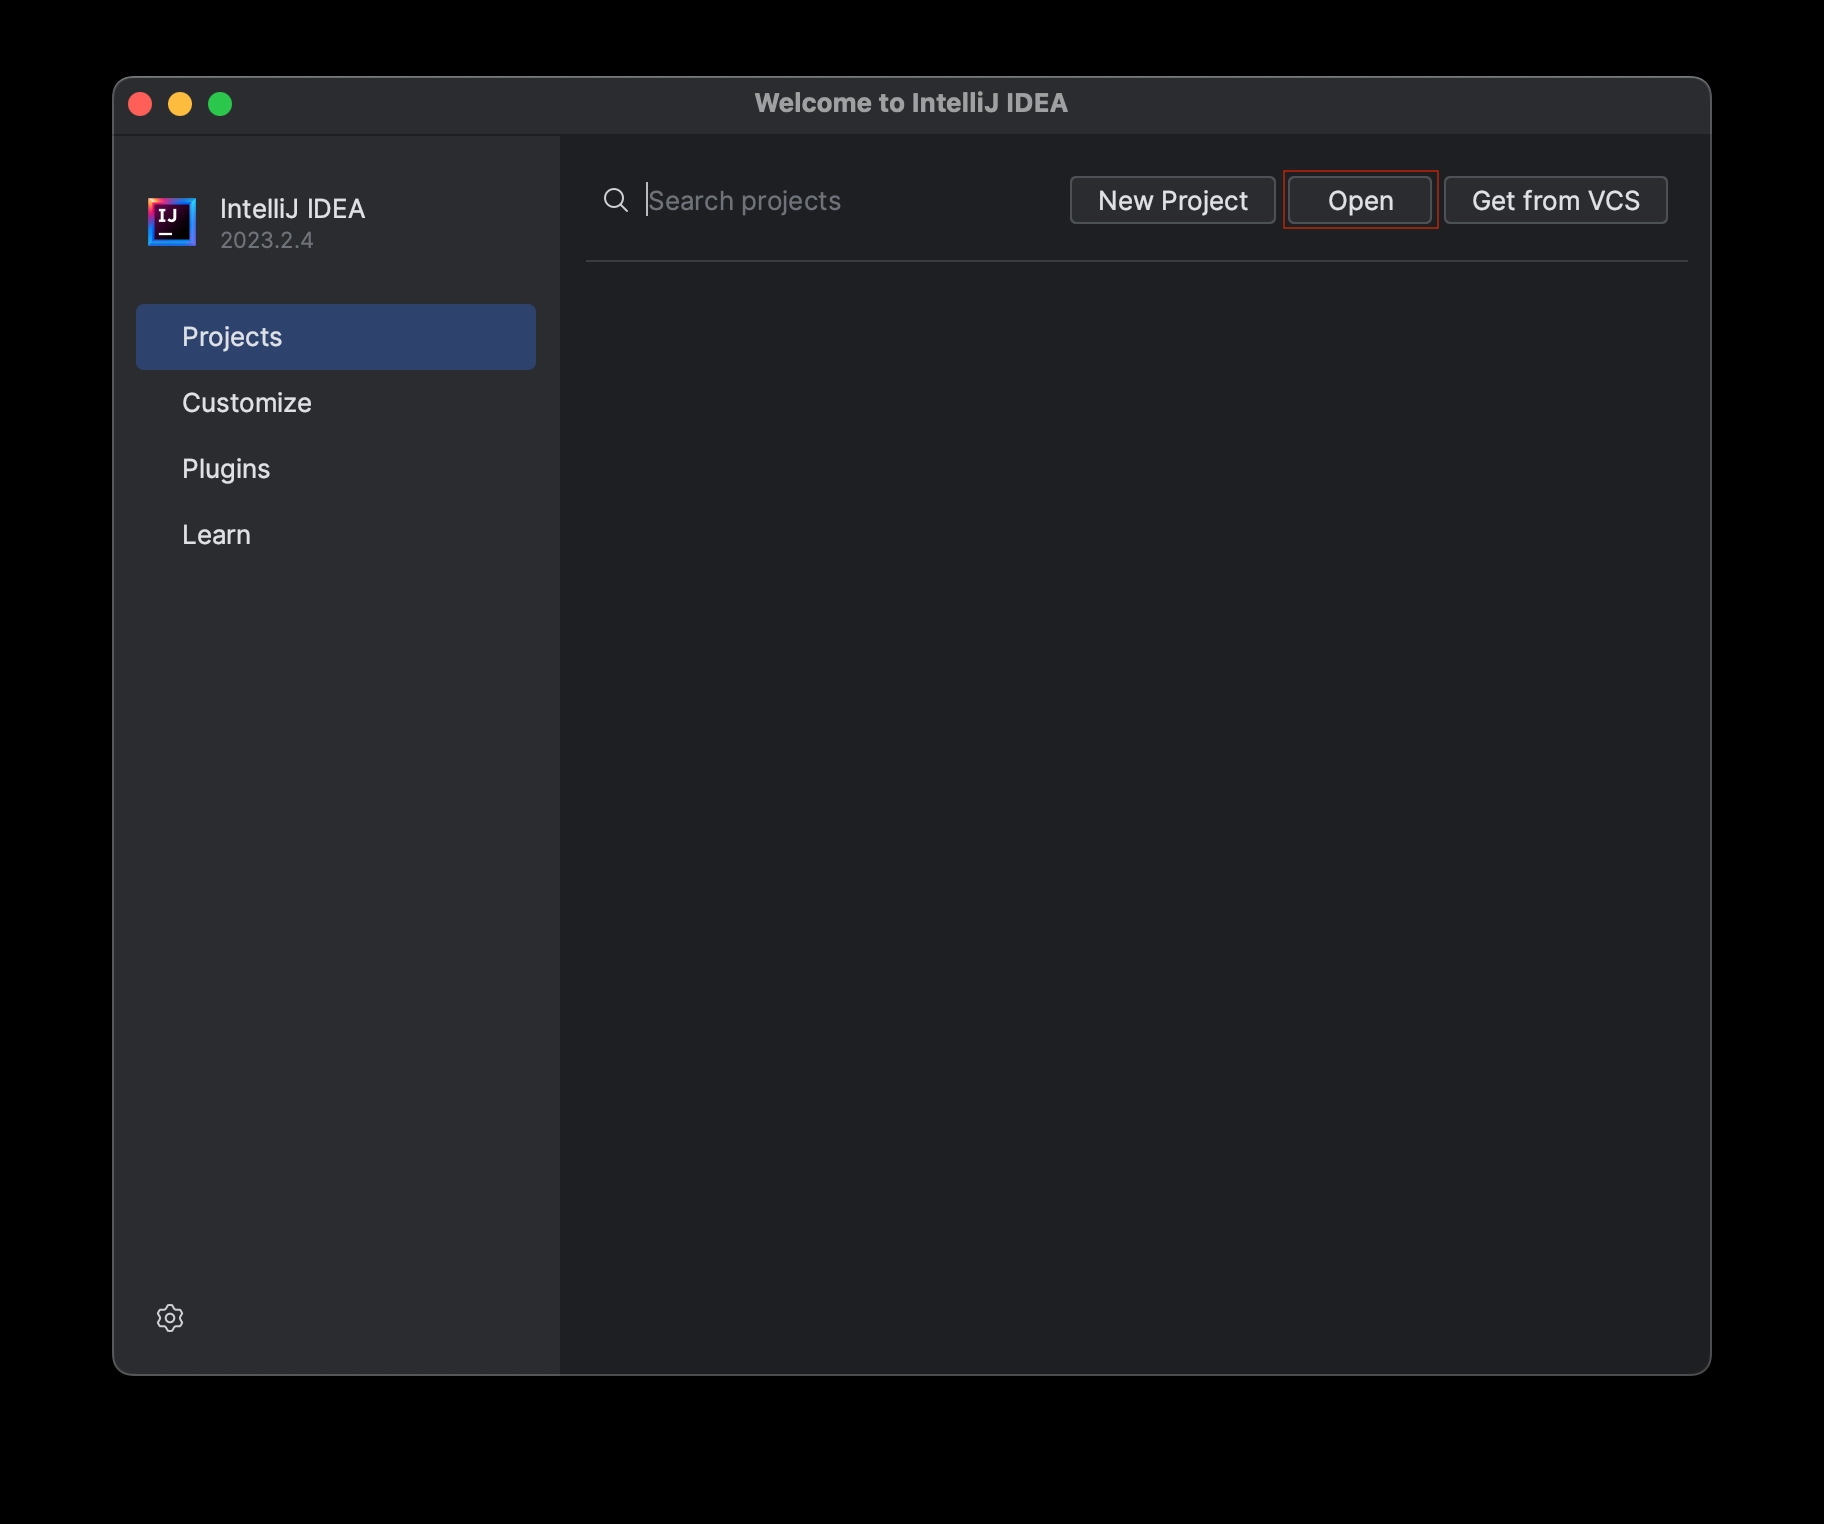 Welcome to IntelliJ IDEA
IJ
IntelliJ IDEA
2023.2.4
Search projects
New Project
Open
Get from VCS
Projects
Customize
Plugins
Learn